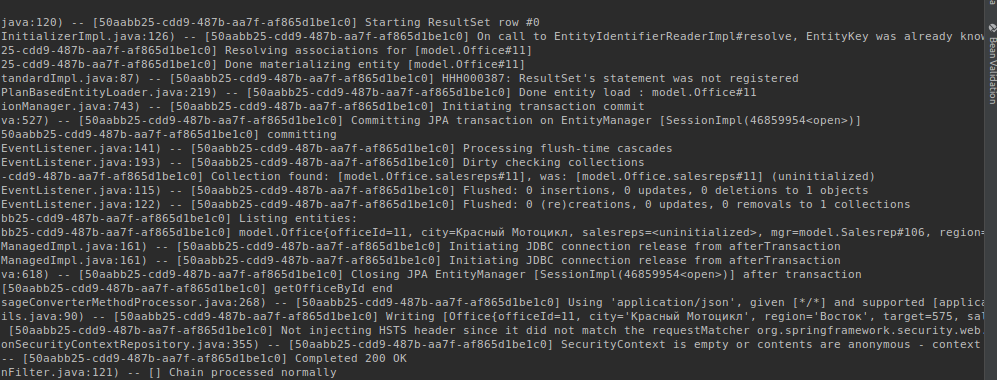 java:120) -- [50aabb25-cdd9-487b-aa7f-af865d1be1c0] Starting ResultSet row #0
InitializerImpl.java:126) -- [50aabb25-cdd9-487b-aa7f-af865d1be1c0] On call to EntityIdentifierReaderImpl#resolve, EntityKey was already know
25-cdd9-487b-aa7f-af865d1be1c0] Resolving associations for [model.Office#11]
25-cdd9-487b-aa7f-af865d1be1c0] Done materializing entity [model.Office#11]
tandardImpl.java:87) -- [50aabb25-cdd9-487b-aa7f-af865d1be1c0] HHH000387: ResultSet's statement was not registered
PlanBasedEntityLoader.java:219) -- [50aabb25-cdd9-487b-aa7f-af865d1be1c0] Done entity load : model.Office#11
ionManager.java:743) -- [50aabb25-cdd9-487b-aa7f-af865d1be1c0] Initiating transaction commit
va:527) -- [50aabb25-cdd9-487b-aa7f-af865d1be1c0] Committing JPA transaction on EntityManager [SessionImpl(46859954<open>)]
50aabb25-cdd9-487b-aa7f-af865d1be1c0] committing
EventListener.java:141) -- [50aabb25-cdd9-487b-aa7f-af865d1be1c0] Processing flush-time cascades
EventListener.java:193) -- [50aabb25-cdd9-487b-aa7f-af865d1be1c0] Dirty checking collections
-cdd9-487b-aa7f-af865d1be1c0] Collection found: [model.Office.salesreps#11], was: [model.Office.salesreps#11] (uninitialized)
EventListener.java:115) -- [50aabb25-cdd9-487b-aa7f-af865d1be1c0] Flushed: 0 insertions, 0 updates, 0 deletions to 1 objects
EventListener.java:122) -- [50aabb25-cdd9-487b-aa7f-af865d1be1c0] Flushed: 0 (re)creations, 0 updates, 0 removals to 1 collections
bb25-cdd9-487b-aa7f-af865d1be1c0] Listing entities:
bb25-cdd9-487b-aa7f-af865d1be1c0] model.Office{officeId=11, city=Красный Мотоцикл, salesreps=<uninitialized>, mgr=model.Salesrep#106, region=
ManagedImpl.java:161) -- [50aabb25-cdd9-487b-aa7f-af865d1be1c0] Initiating JDBC connection release from afterTransaction
ManagedImpl.java:161) -- [50aabb25-cdd9-487b-aa7f-af865d1be1c0] Initiating JDBC connection release from afterTransaction
va:618) -- [50aabb25-cdd9-487b-aa7f-af865d1be1c0] Closing JPA EntityManager [SessionImpl(46859954<open>)] after transaction
[50aabb25-cdd9-487b-aa7f-af865d1be1c0] getOfficeById end
sageConverterMethodProcessor.java:268) -- [50aabb25-cdd9-487b-aa7f-af865d1be1c0] Using 'application/json', given [*/*] and supported [applica
ils.java:90) -- [50aabb25-cdd9-487b-aa7f-af865d1be1c0] Writing [Office{officeId=11, city='Красный Мотоцикл', region='Восток', target=575, sal
[50aabb25-cdd9-487b-aa7f-af865d1be1c0] Not injecting HSTS header since it did not match the requestMatcher org.springframework.security.web.
onSecurityContextRepository.java:355) -- [50aabb25-cdd9-487b-aa7f-af865d1be1c0] SecurityContext is empty or contents are anonymous - context
-- [50aabb25-cdd9-487b-aa7f-af865d1be1c0] Completed 200 OK
nFilter.java:121) -- [] Chain processed normally
Bean Validation